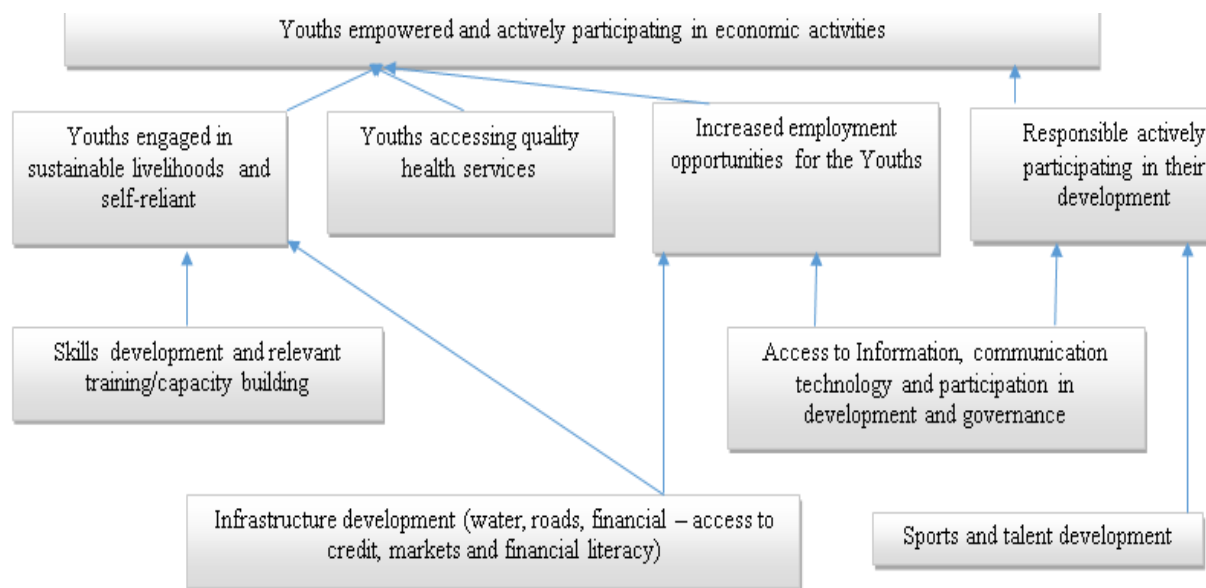 Youths empowered and actively participating in economic activities
Youths engaged in
sustainable livelihoods and
self-reliant
Youths accessing quality
health services
Increased employment
opportunities for the Youths
Responsible actively
participating in their
development
Skills development and relevant
training/capacity building
Access to Information, communication
technology and participation in
development and governance
Infrastructure development (water, roads, financial – access to
credit, markets and financial literacy)
Sports and talent development